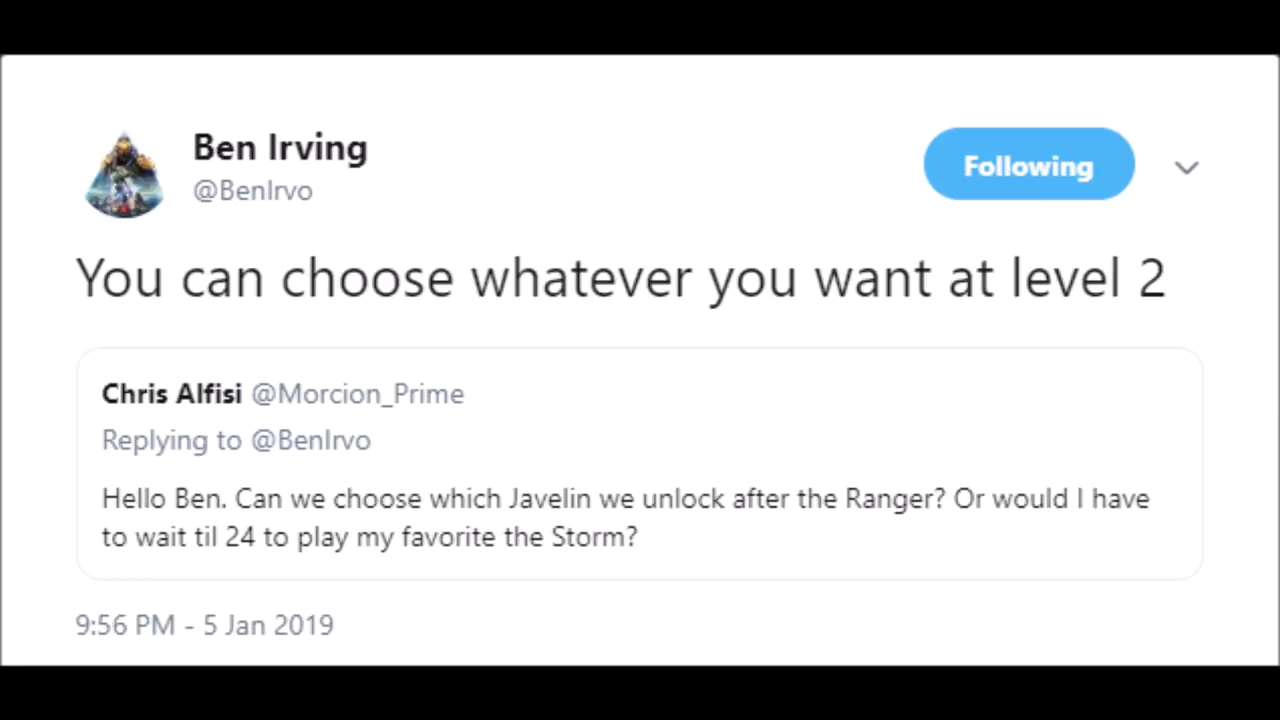 Ben Irving
@BenIrvo
Following
You can choose whatever you want at level 2
Chris Alfisi @Morcion_Prime
Replying to @BenIrvo
Hello Ben. Can we choose which Javelin we unlock after the Ranger? Or would I have
to wait til 24 to play my favorite the Storm?
9:56 PM - 5 Jan 2019